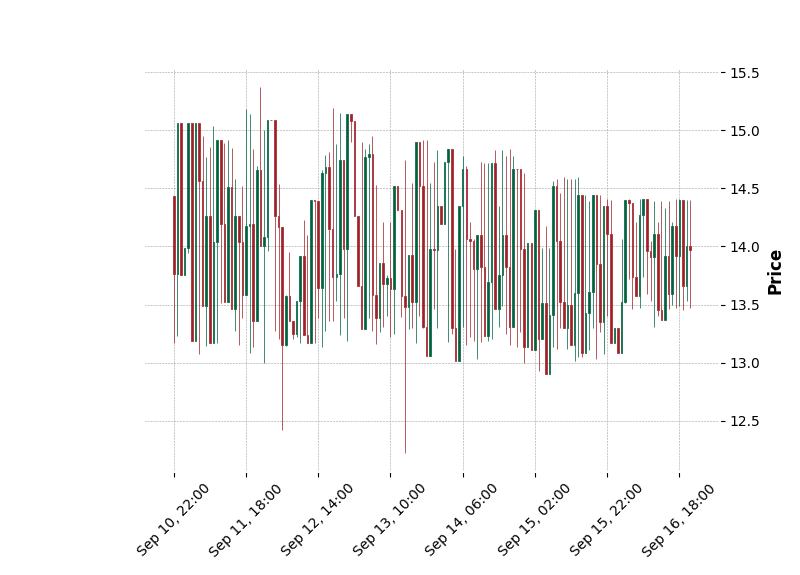 15.5
15.0
14.5
14.0
13.5
13.0
12.5
Price
Sep 10, 22:00
Sep 11, 18:00
Sep 12, 14:00
Sep 13, 10:00
Sep 14, 06:00
Sep 15, 02:00
Sep 15, 22:00
Sep 16, 18:00